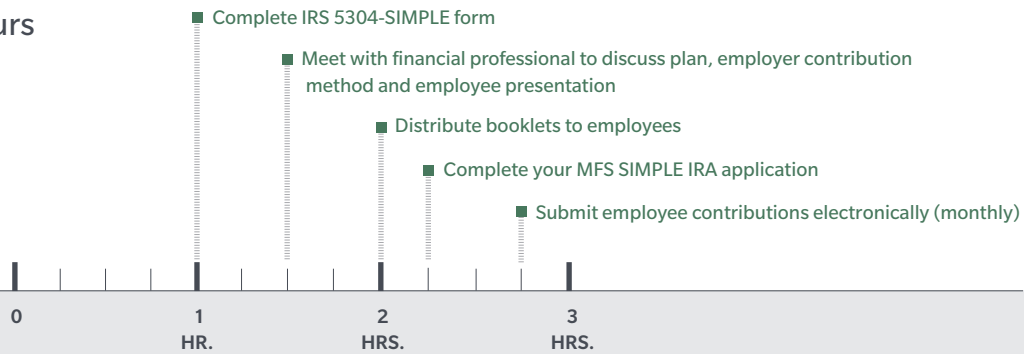 Complete IRS 5304-SIMPLE form
Meet with financial professional to discuss plan, employer contribution
method and employee presentation
Distribute booklets to employees
Complete your MFS SIMPLE IRA application
Submit employee contributions electronically (monthly)
0
1
2
3
HR.
HRS.
HRS.